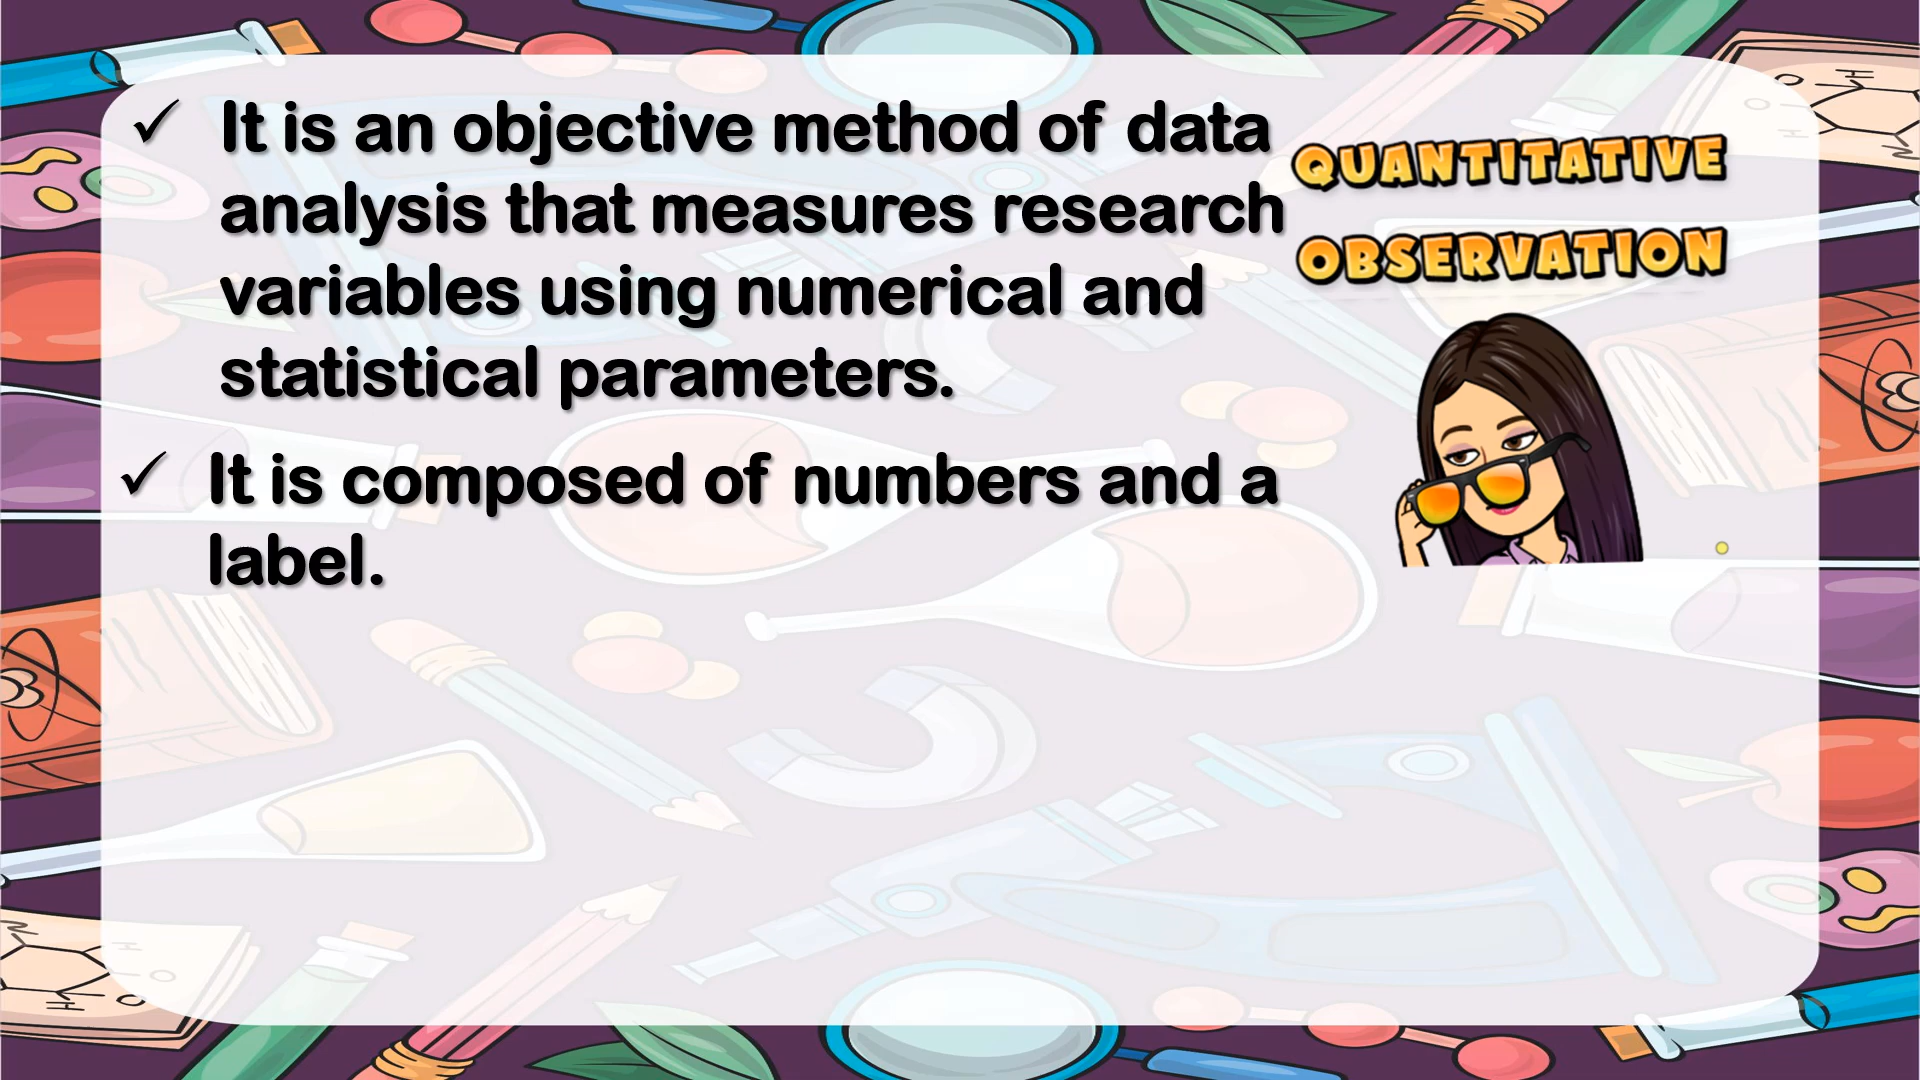 ✓ It is an objective method of data
analysis that measures research
variables using numerical and
statistical parameters.
✓ It is composed of numbers and a
label.
QUANTITATIVE
OBSERVATION